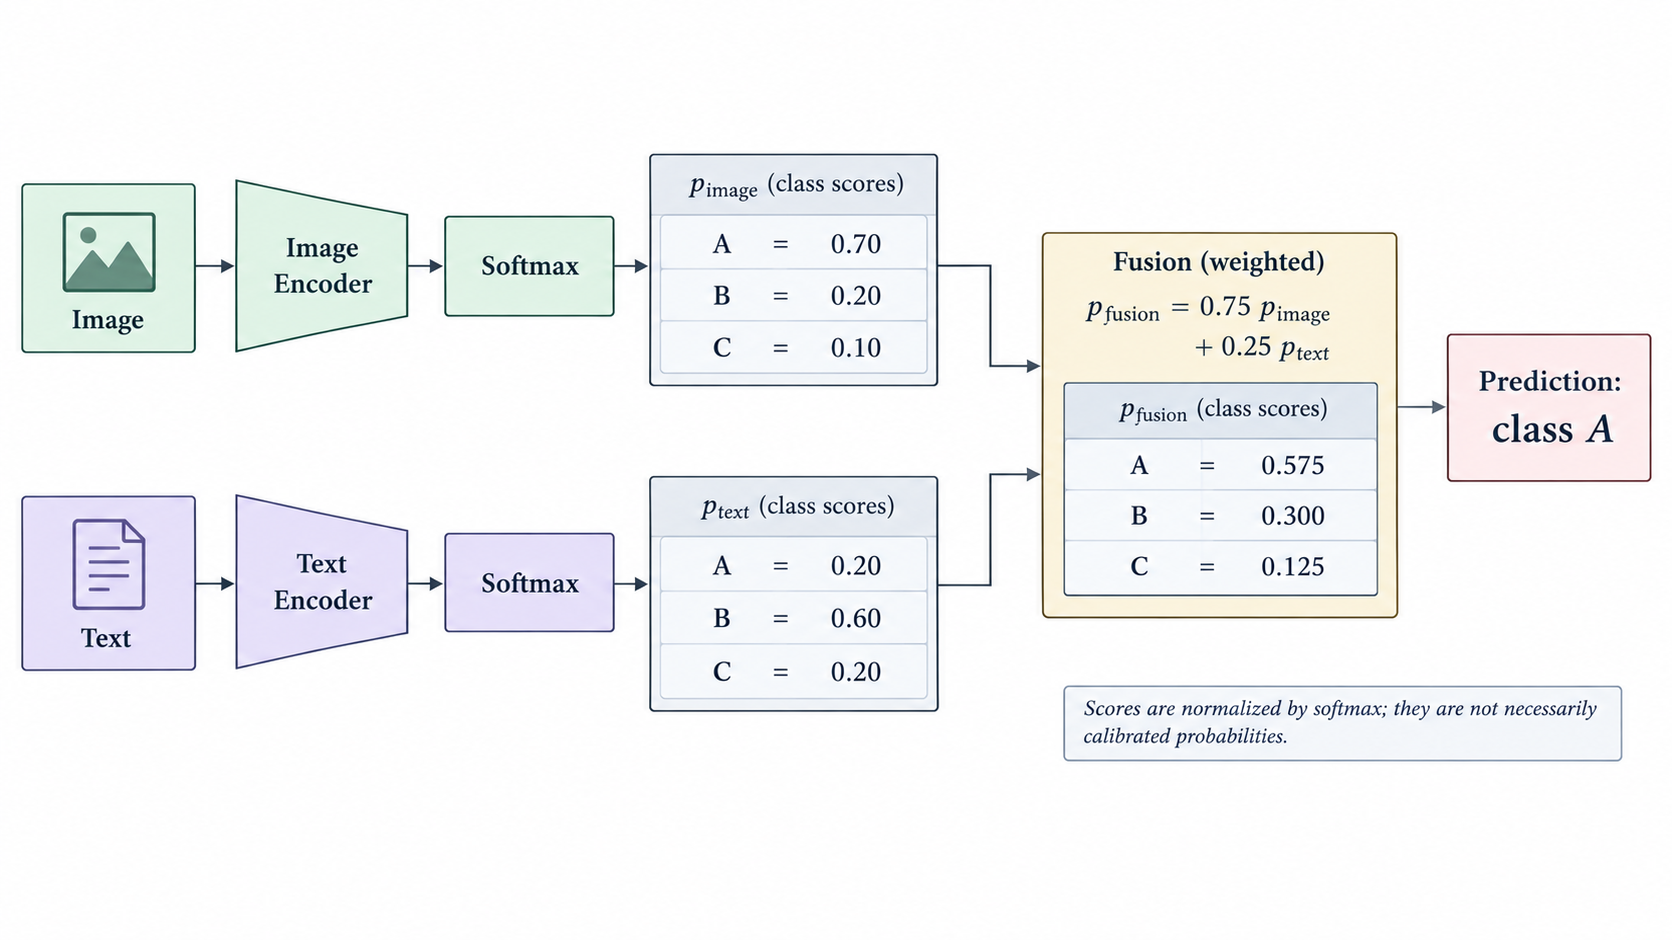 Image
Image
Encoder
Softmax
p_image (class scores)
A = 0.70
B = 0.20
C = 0.10
Text
Text
Encoder
Softmax
p_text (class scores)
A = 0.20
B = 0.60
C = 0.20
Fusion (weighted)
p_fusion = 0.75 p_image
+ 0.25 p_text
p_fusion (class scores)
A = 0.575
B = 0.300
C = 0.125
Prediction:
class A
Scores are normalized by softmax; they are not necessarily
calibrated probabilities.